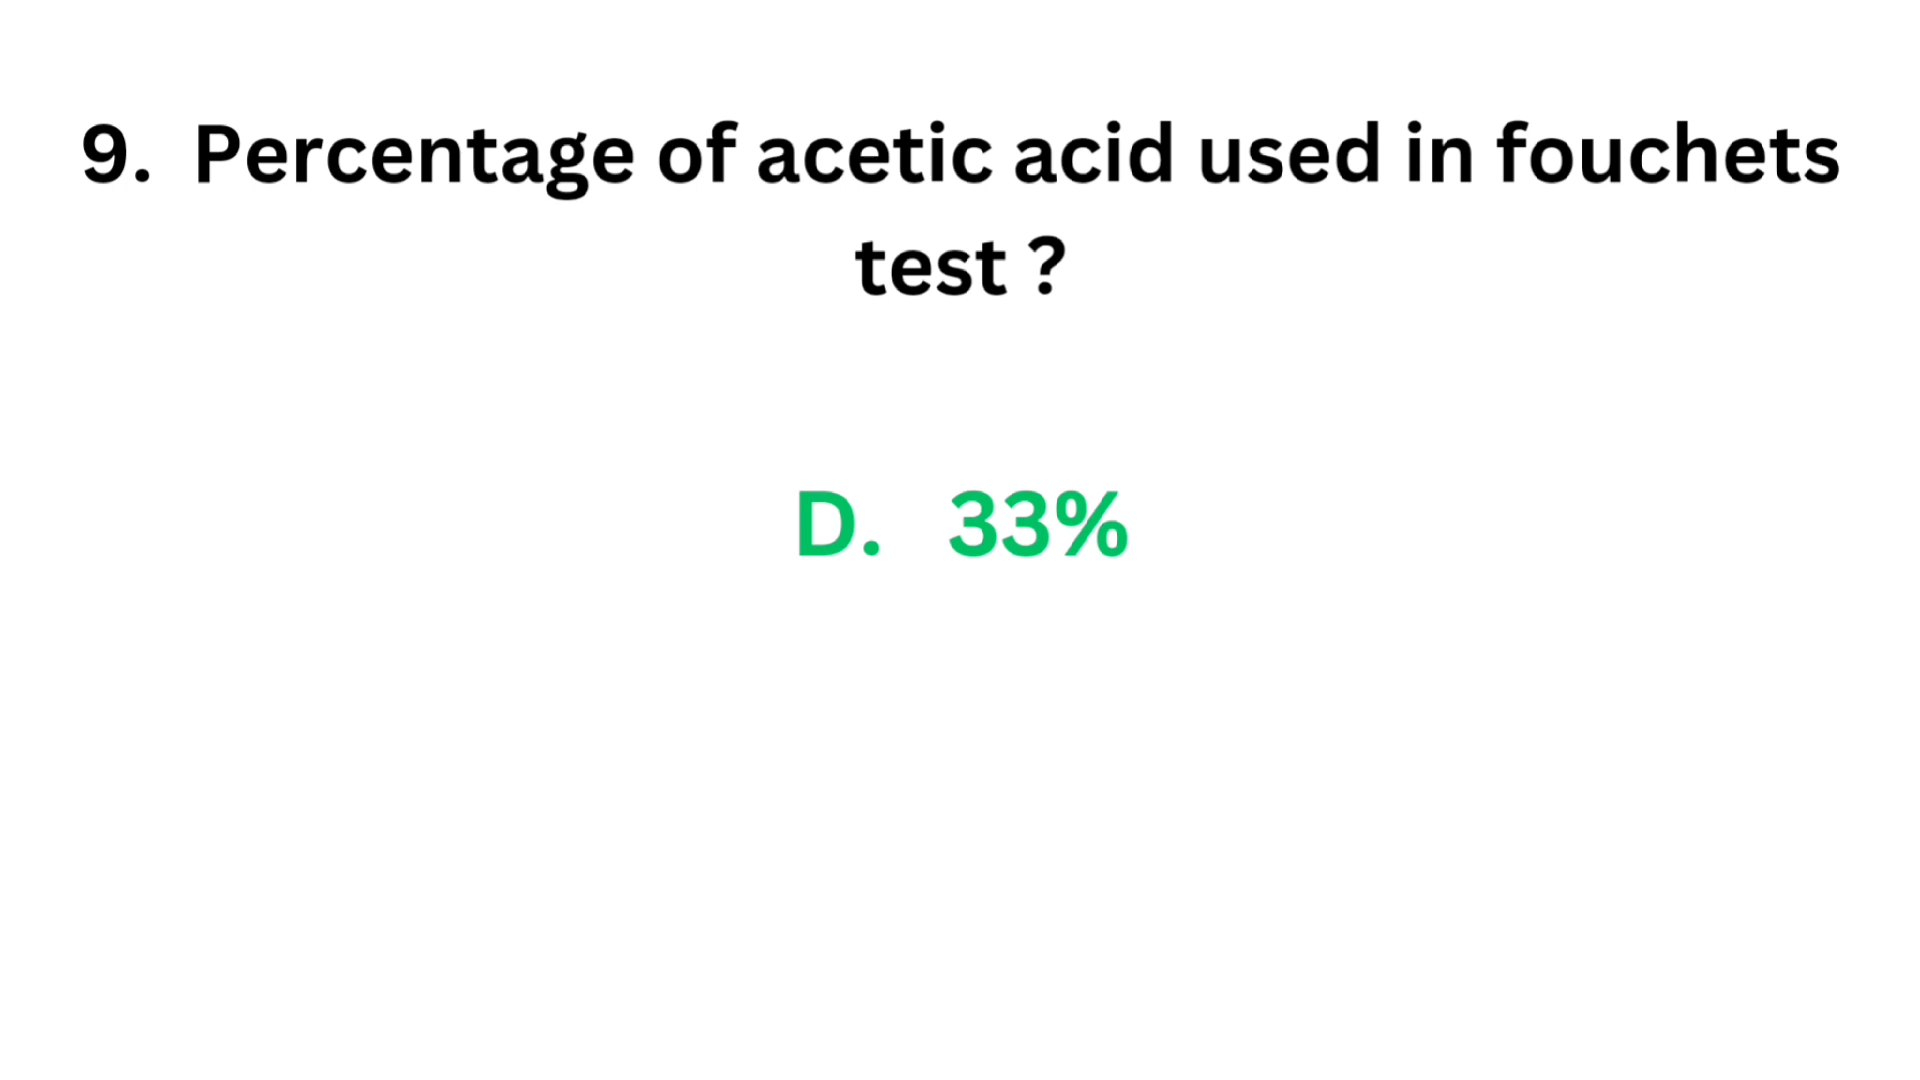 9. Percentage of acetic acid used in fouchets
test ?
D. 33%